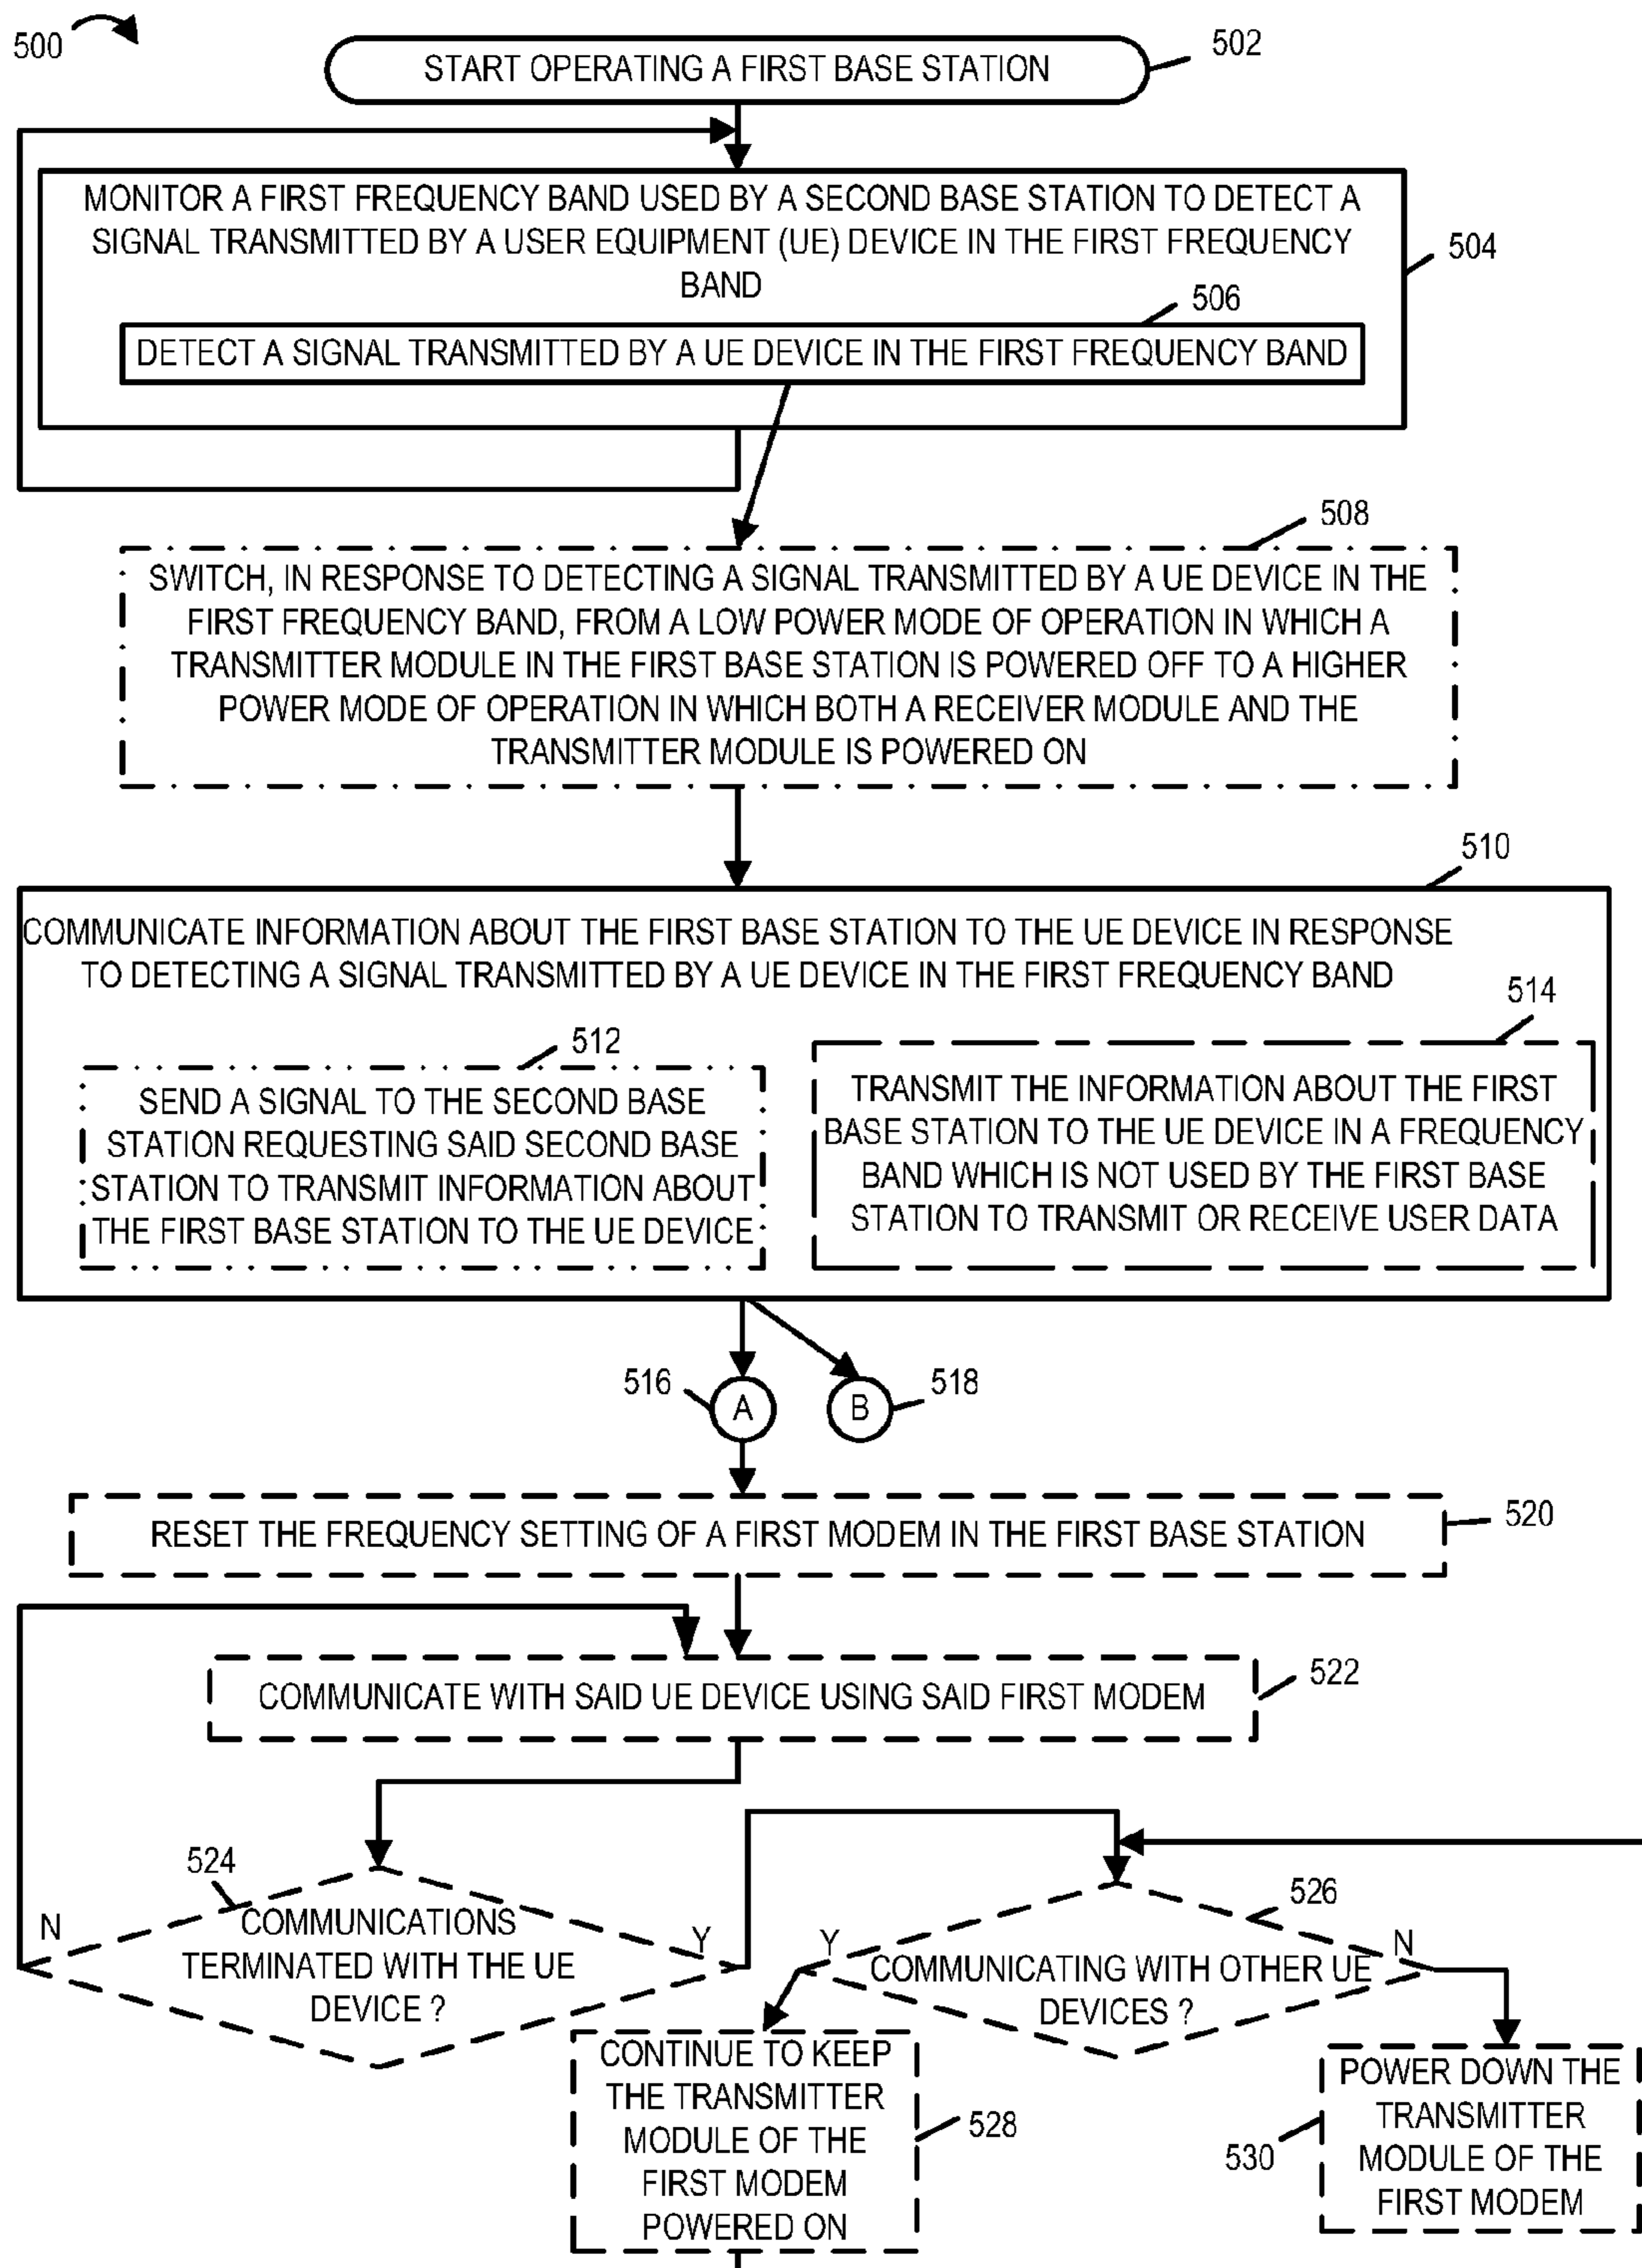 500
START OPERATING A FIRST BASE STATION
502
MONITOR A FIRST FREQUENCY BAND USED BY A SECOND BASE STATION TO DETECT A
SIGNAL TRANSMITTED BY A USER EQUIPMENT (UE) DEVICE IN THE FIRST FREQUENCY
BAND
504
506
DETECT A SIGNAL TRANSMITTED BY A UE DEVICE IN THE FIRST FREQUENCY BAND
508
SWITCH, IN RESPONSE TO DETECTING A SIGNAL TRANSMITTED BY A UE DEVICE IN THE
FIRST FREQUENCY BAND, FROM A LOW POWER MODE OF OPERATION IN WHICH A
TRANSMITTER MODULE IN THE FIRST BASE STATION IS POWERED OFF TO A HIGHER
POWER MODE OF OPERATION IN WHICH BOTH A RECEIVER MODULE AND THE
TRANSMITTER MODULE IS POWERED ON
510
COMMUNICATE INFORMATION ABOUT THE FIRST BASE STATION TO THE UE DEVICE IN RESPONSE
TO DETECTING A SIGNAL TRANSMITTED BY A UE DEVICE IN THE FIRST FREQUENCY BAND
512
SEND A SIGNAL TO THE SECOND BASE
STATION REQUESTING SAID SECOND BASE
STATION TO TRANSMIT INFORMATION ABOUT
THE FIRST BASE STATION TO THE UE DEVICE
514
TRANSMIT THE INFORMATION ABOUT THE FIRST
BASE STATION TO THE UE DEVICE IN A FREQUENCY
BAND WHICH IS NOT USED BY THE FIRST BASE
STATION TO TRANSMIT OR RECEIVE USER DATA
516
A
B
518
RESET THE FREQUENCY SETTING OF A FIRST MODEM IN THE FIRST BASE STATION
520
COMMUNICATE WITH SAID UE DEVICE USING SAID FIRST MODEM
522
524
N
COMMUNICATIONS
TERMINATED WITH THE UE
DEVICE ?
Y
526
Y
COMMUNICATING WITH OTHER UE
DEVICES ?
N
CONTINUE TO KEEP
THE TRANSMITTER
MODULE OF THE
FIRST MODEM
POWERED ON
528
530
POWER DOWN THE
TRANSMITTER
MODULE OF THE
FIRST MODEM